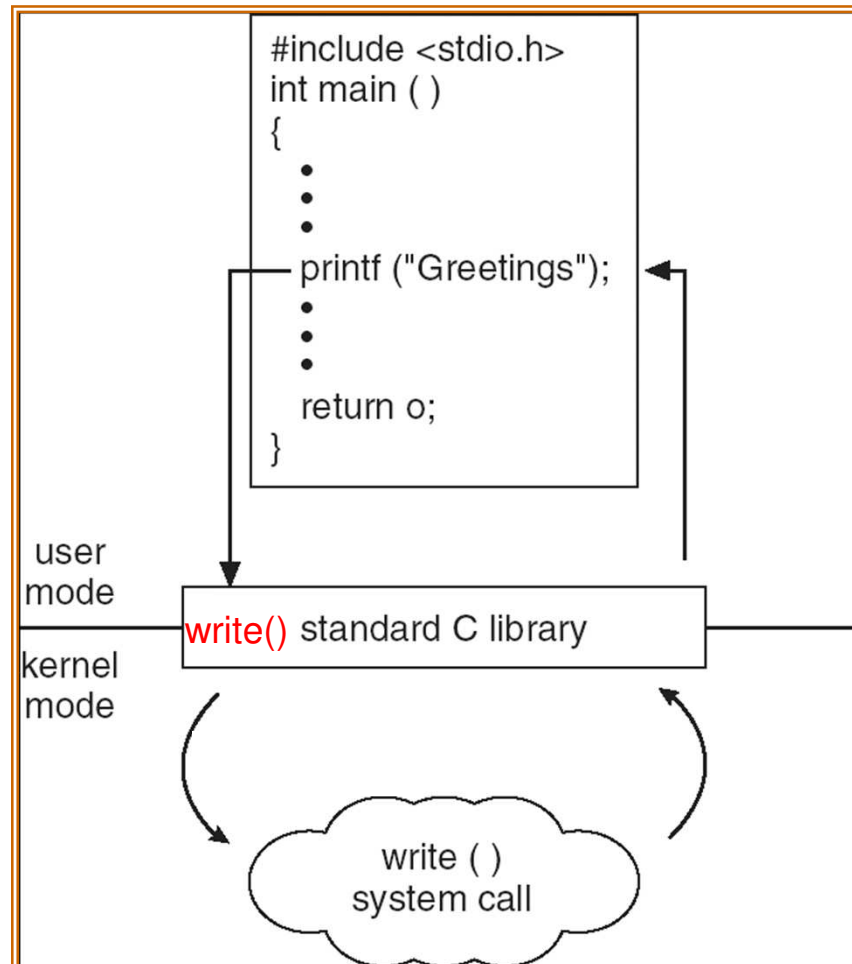 #include <stdio.h>
int main ( )
{
•
•
•
printf ("Greetings");
•
•
•
return o;
}
user
mode
write() standard C library
kernel
mode
write ( )
system call